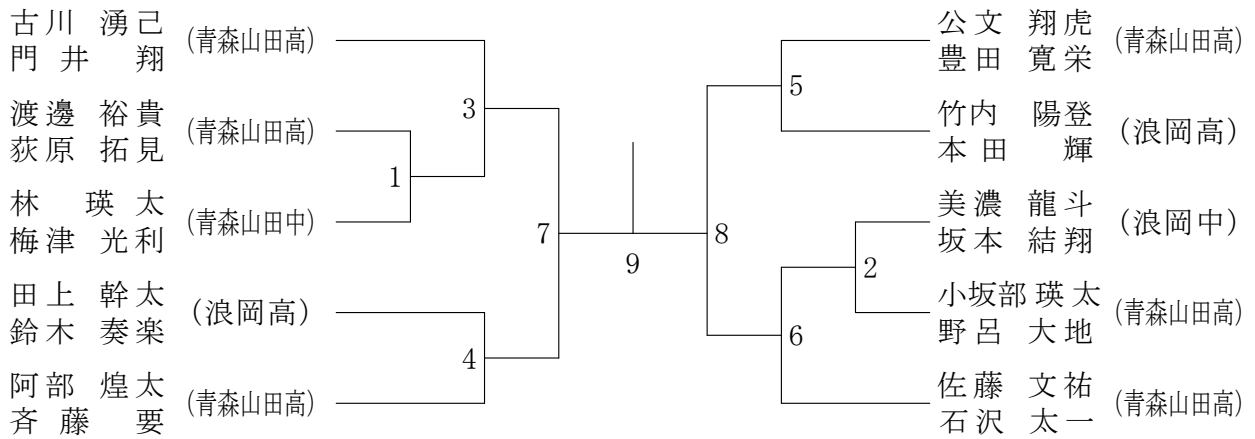 古川 湧己
門井 翔
(青森山田高)
渡邊 裕貴
荻原 拓見
(青森山田高)
林 瑛太
梅津 光利
(青森山田中)
田上 幹太
鈴木 奏楽
(浪岡高)
阿部 煌太
斉藤 要
(青森山田高)
1
3
4
7
9
8
5
2
6
公文 翔虎
豊田 寛栄
(青森山田高)
竹内 陽登
本田 輝
(浪岡高)
美濃 龍斗
坂本 結翔
(浪岡中)
小坂部 瑛太
野呂 大地
(青森山田高)
佐藤 文祐
石沢 太一
(青森山田高)